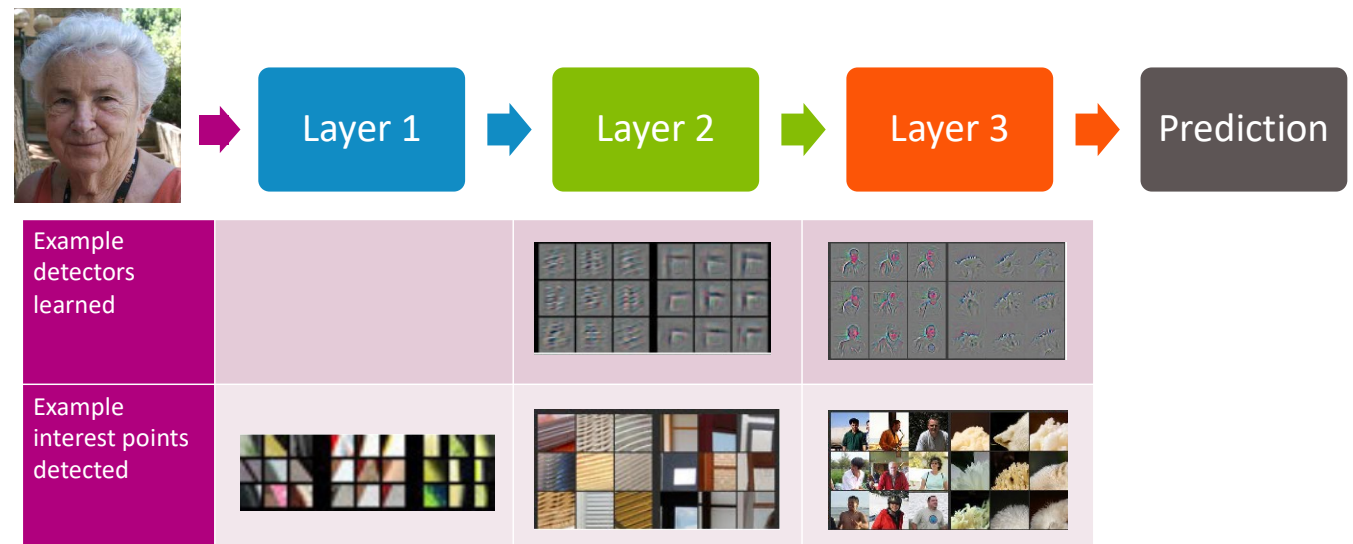 Layer 1
Layer 2
Layer 3
Prediction
Example
detectors
learned
Example
interest points
detected